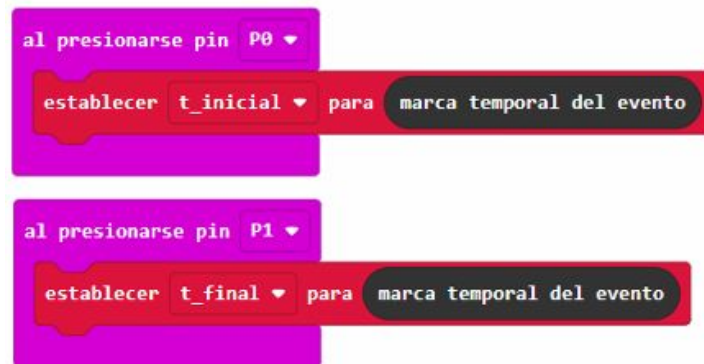 al presionarse pin P0
establecer t_inicial para marca temporal del evento
al presionarse pin P1
establecer t_final para marca temporal del evento